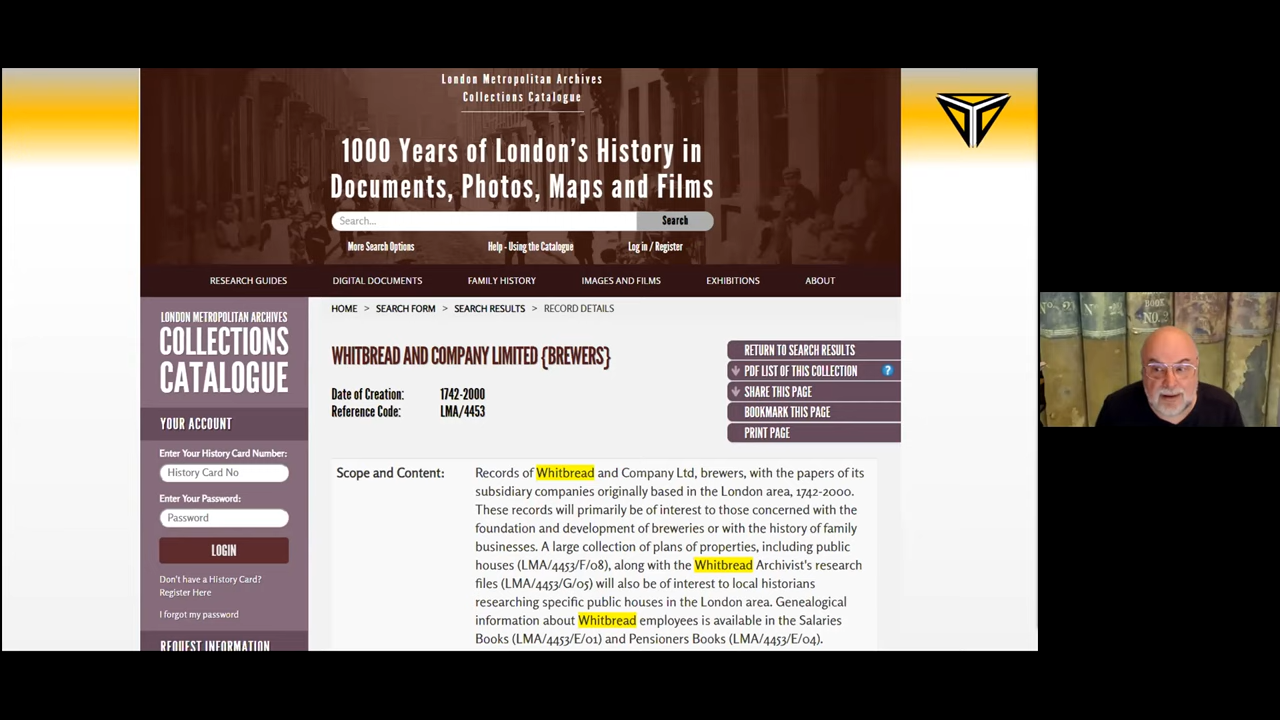 London Metropolitan Archives
Collections Catalogue
1000 Years of London's History in
Documents, Photos, Maps and Films
Search...
Search
More Search Options
Help - Using the Catalogue
Log in / Register
RESEARCH GUIDES
DIGITAL DOCUMENTS
FAMILY HISTORY
IMAGES AND FILMS
EXHIBITIONS
ABOUT
LONDON METROPOLITAN ARCHIVES
COLLECTIONS
CATALOGUE
YOUR ACCOUNT
Enter Your History Card Number:
History Card No
Enter Your Password:
Password
LOGIN
Don't have a History Card?
Register Here
I forgot my password
REQUEST INFORMATION
HOME > SEARCH FORM > SEARCH RESULTS > RECORD DETAILS
WHITBREAD AND COMPANY LIMITED {BREWERS}
Date of Creation: 1742-2000
Reference Code: LMA/4453
RETURN TO SEARCH RESULTS
PDF LIST OF THIS COLLECTION ?
SHARE THIS PAGE
BOOKMARK THIS PAGE
PRINT PAGE
Scope and Content: Records of Whitbread and Company Ltd, brewers, with the papers of its
subsidiary companies originally based in the London area, 1742-2000.
These records will primarily be of interest to those concerned with the
foundation and development of breweries or with the history of family
businesses. A large collection of plans of properties, including public
houses (LMA/4453/F/08), along with the Whitbread Archivist's research
files (LMA/4453/G/05) will also be of interest to local historians
researching specific public houses in the London area. Genealogical
information about Whitbread employees is available in the Salaries
Books (LMA/4453/E/01) and Pensioners Books (LMA/4453/E/04).
BOOK